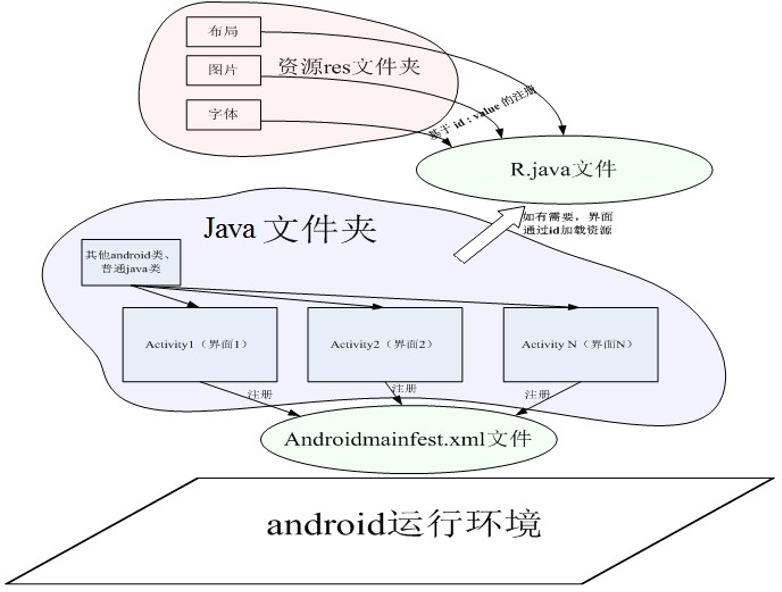 布局
图片
资源res文件夹
字体
基于 id : value 的注册
R.java文件
Java 文件夹
如有需要，界面
通过id加载资源
其他android类、
普通java类
Activity1（界面1）
Activity2（界面2）
Activity N（界面N）
注册
注册
注册
Androidmainfest.xml文件
android运行环境